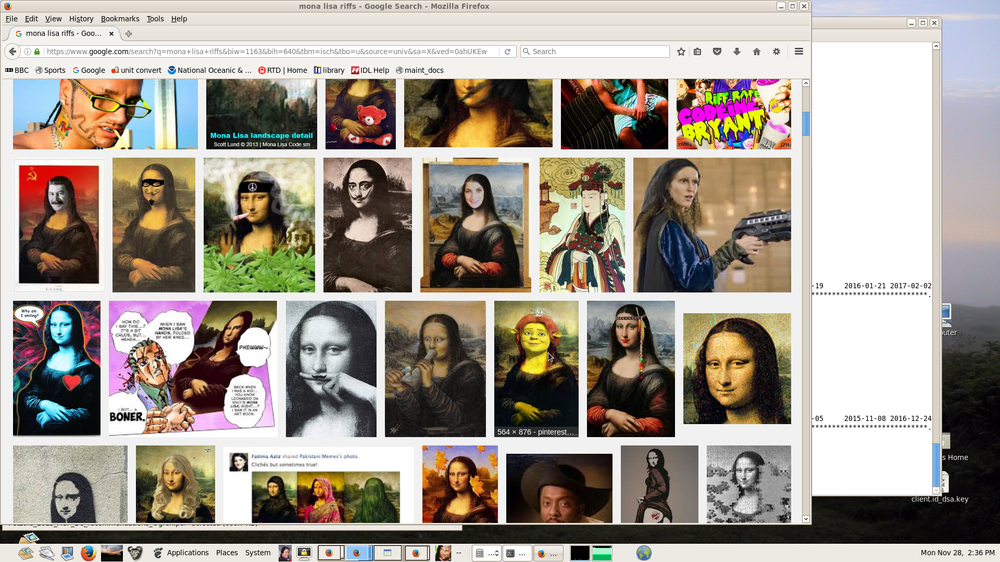 mona lisa riffs - Google Search - Mozilla Firefox
File Edit View History Bookmarks Tools Help
mona lisa riffs - Goo...
https://www.google.com/search?q=mona+lisa+riffs&biw=1163&bih=640&tbm=isch&tbo=u&source=univ&sa=X&ved=0ahUKEw
Search
BBC Sports Google unit convert National Oceanic & ... RTD | Home library IDL Help maint_docs
Mona Lisa landscape detail
Scott Lund © 2013 | Mona Lisa Code sm
RiFF RAFF
CODEINE
BRYANT
LAKE
-19 2016-01-21 2017-02-02
****************************.
Why am
I smiling?
HOW DO
I SAY THIS...?
IT'S A BIT
CRUDE, BUT...
HEHEH...
WHEN I SAW
MONA LISA'S
HANDS, FOLDED
BY HER KNEE...
PHEWWW~
BACK WHEN
I WAS A KID...
YOU KNOW
LEONARDO DA
VINCI'S MONA
LISA, RIGHT...?
I SAW IT IN AN
ART BOOK.
I GOT... A
BONER.
564 × 876 - pinterest...
-05 2015-11-08 2016-12-24
****************************.
Fatima Aziz shared Pakistani Memes's photo.
Clichés but sometimes true!
uter
s Home
client.id_dsa.key
Applications Places System
--
...
...
...
Mon Nov 28, 2:36 PM